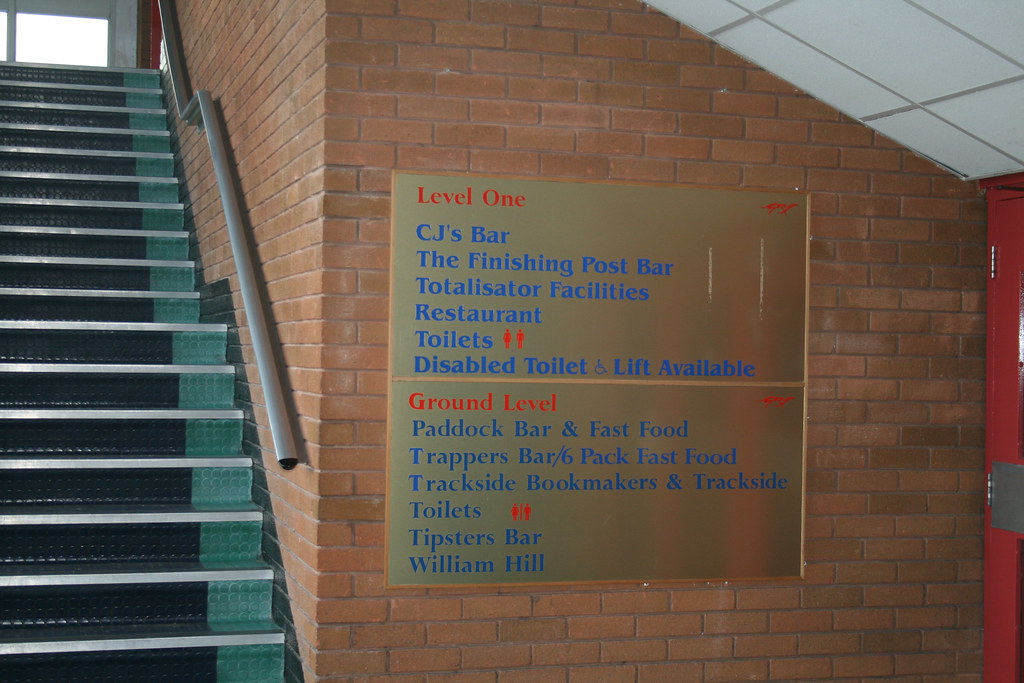 Level One
CJ's Bar
The Finishing Post Bar
Totalisator Facilities
Restaurant
Toilets
Disabled Toilet Lift Available
Ground Level
Paddock Bar & Fast Food
Trappers Bar/6 Pack Fast Food
Trackside Bookmakers & Trackside
Toilets
Tipsters Bar
William Hill